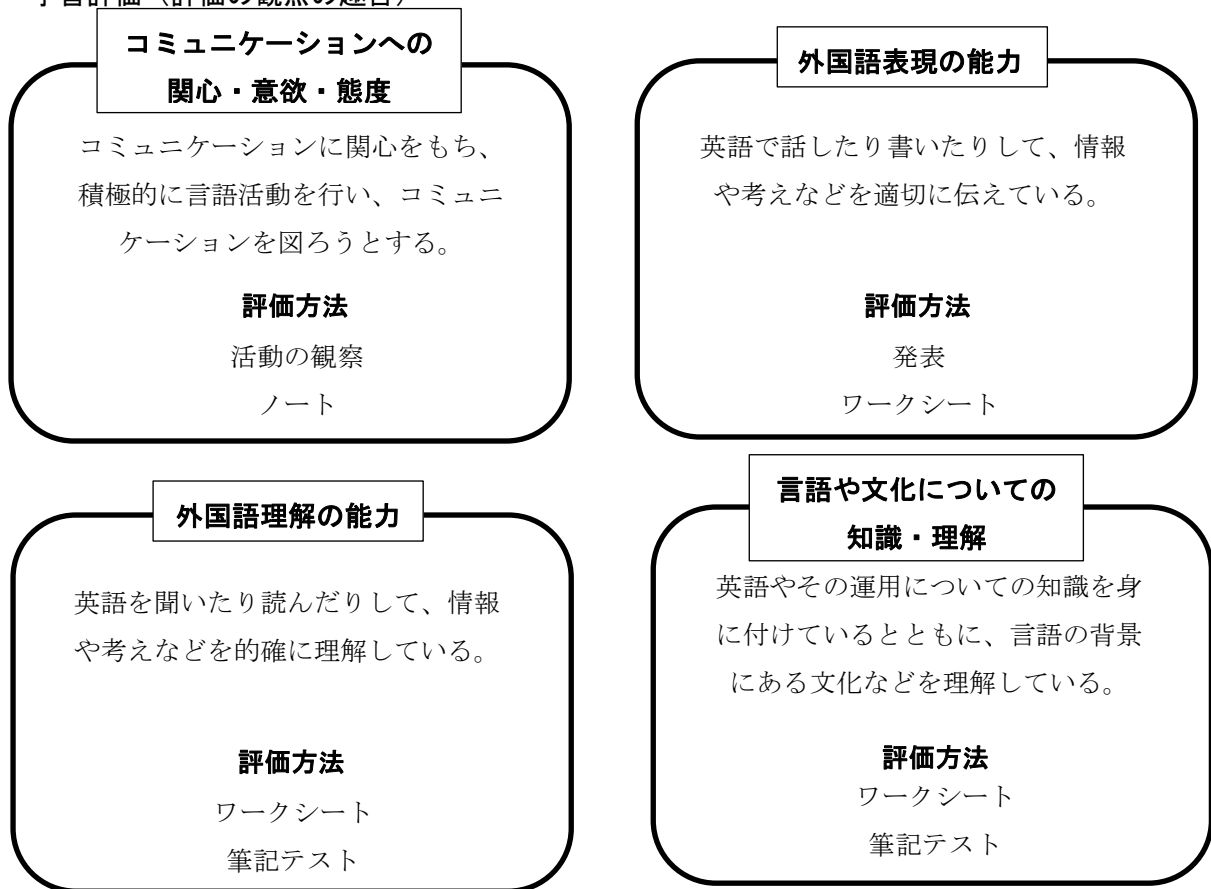 学習評価（評価の観点の趣旨）
コミュニケーションへの
関心・意欲・態度
コミュニケーションに関心をもち、
積極的に言語活動を行い、コミュニ
ケーションを図ろうとする。
評価方法
活動の観察
ノート
外国語表現の能力
英語で話したり書いたりして、情報
や考えなどを適切に伝えている。
評価方法
発表
ワークシート
外国語理解の能力
英語を聞いたり読んだりして、情報
や考えなどを的確に理解している。
評価方法
ワークシート
筆記テスト
言語や文化についての
知識・理解
英語やその運用についての知識を身
に付けているとともに、言語の背景
にある文化などを理解している。
評価方法
ワークシート
筆記テスト